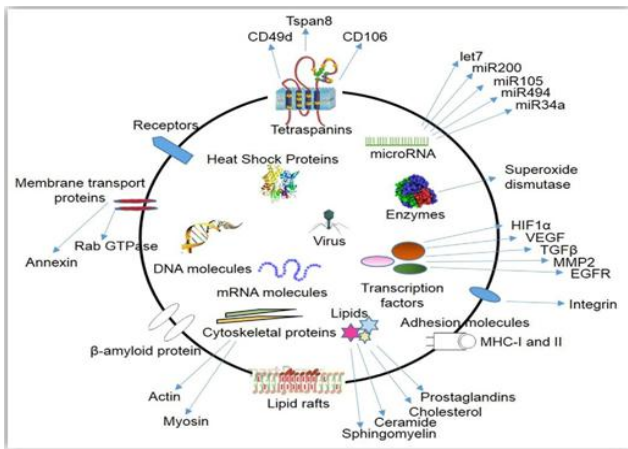 Tspan8
CD49d
CD106
Tetraspanins
let7
miR200
miR105
miR494
miR34a
microRNA
Receptors
Heat Shock Proteins
Superoxide
dismutase
Enzymes
Membrane transport
proteins
Rab GTPase
Annexin
Virus
DNA molecules
mRNA molecules
HIF1α
VEGF
TGFβ
MMP2
EGFR
Transcription
factors
Integrin
Lipids
Cytoskeletal proteins
Adhesion molecules
MHC-I and II
β-amyloid protein
Actin
Myosin
Lipid rafts
Prostaglandins
Cholesterol
Ceramide
Sphingomyelin